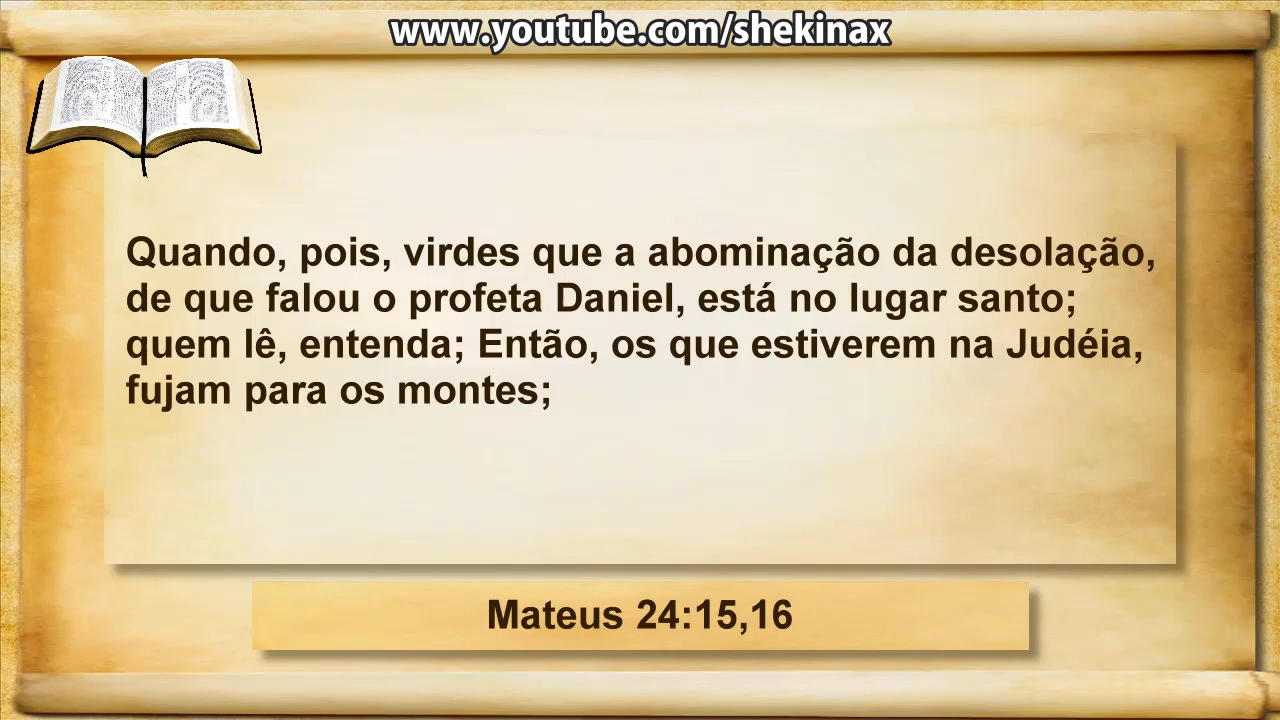 www.youtube.com/shekinax
Quando, pois, virdes que a abominação da desolação,
de que falou o profeta Daniel, está no lugar santo;
quem lê, entenda; Então, os que estiverem na Judéia,
fujam para os montes;
Mateus 24:15,16